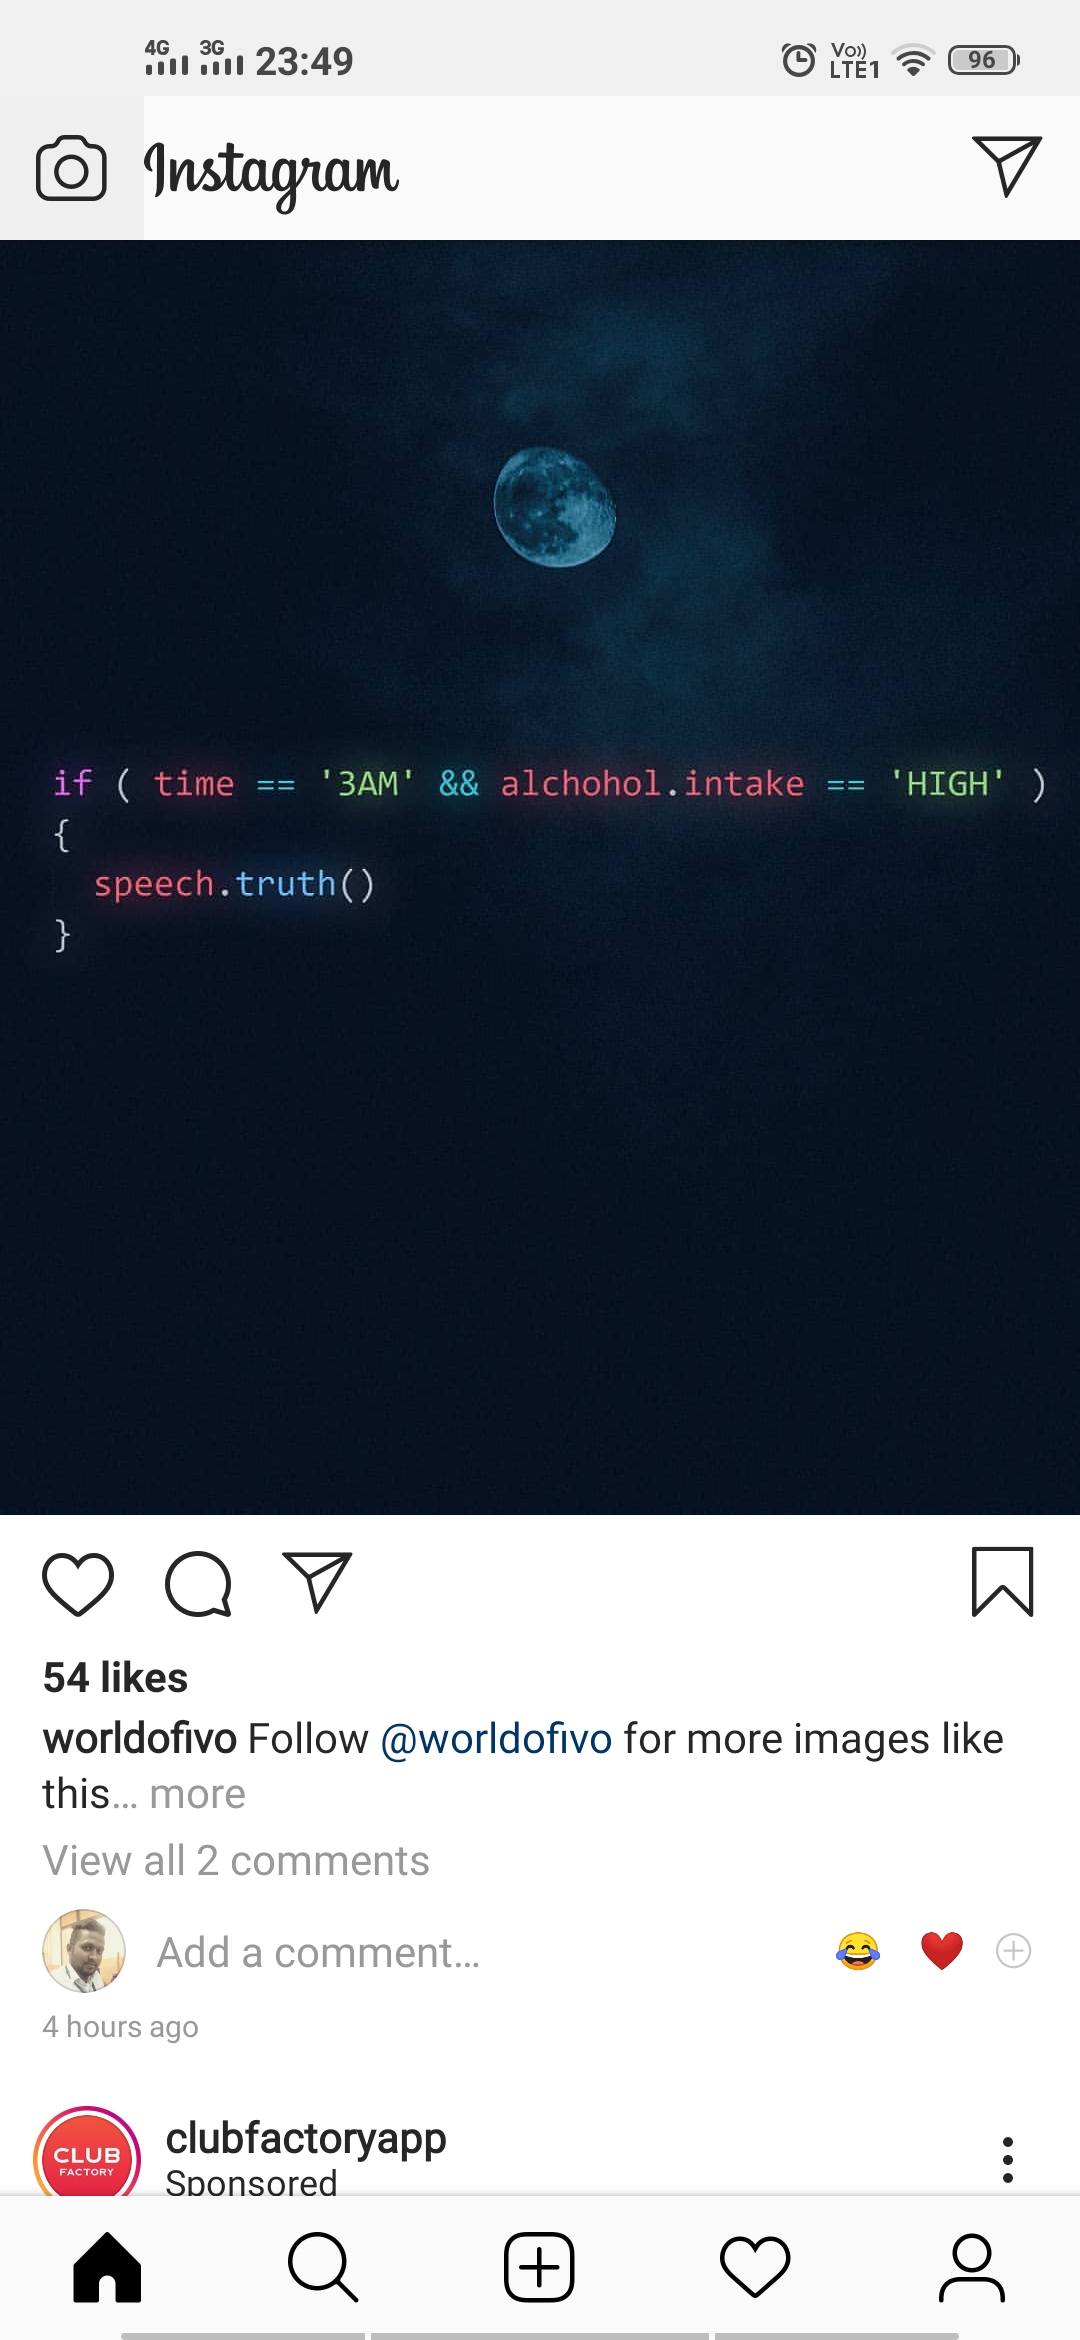 4G 3G 23:49 Vo)) LTE1 96
Instagram
if ( time == '3AM' && alchohol.intake == 'HIGH' )
{
speech.truth()
}
54 likes
worldofivo Follow @worldofivo for more images like
this... more
View all 2 comments
Add a comment...
4 hours ago
CLUB
FACTORY
clubfactoryapp
Sponsored